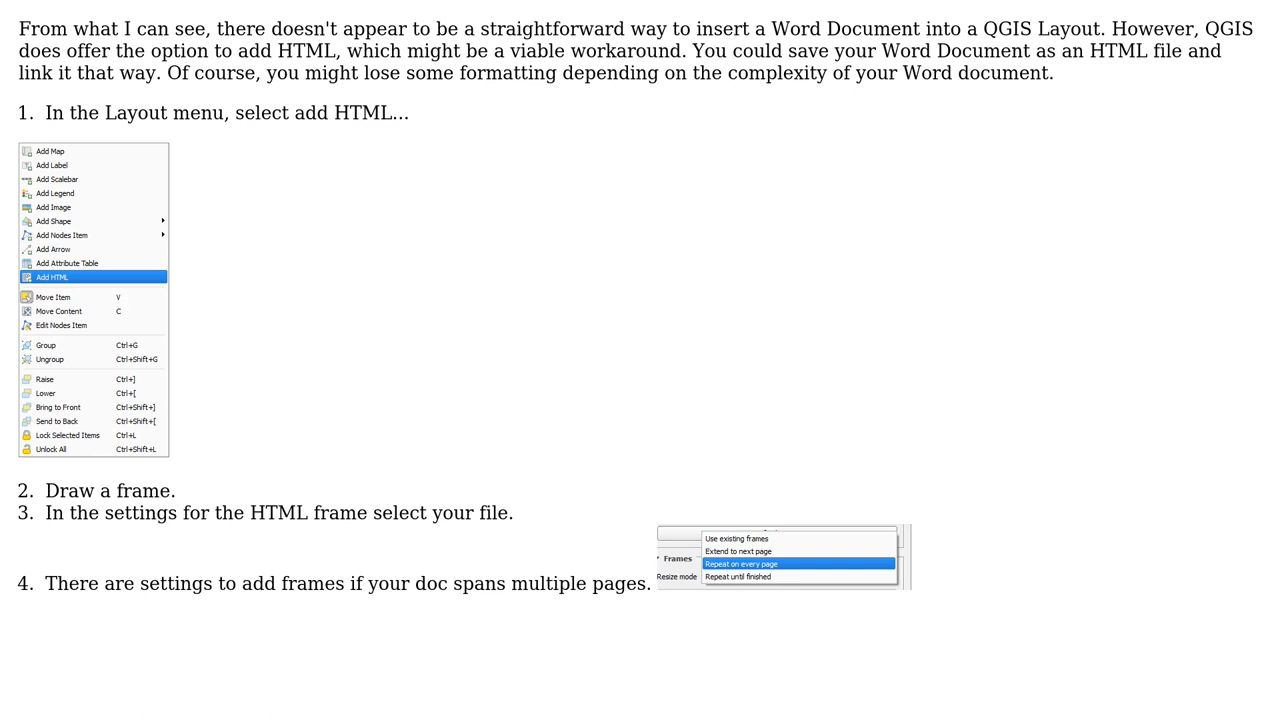 From what I can see, there doesn't appear to be a straightforward way to insert a Word Document into a QGIS Layout. However, QGIS
does offer the option to add HTML, which might be a viable workaround. You could save your Word Document as an HTML file and
link it that way. Of course, you might lose some formatting depending on the complexity of your Word document.
1. In the Layout menu, select add HTML...
Add Map
Add Label
Add Scalebar
Add Legend
Add Image
Add Shape
Add Nodes Item
Add Arrow
Add Attribute Table
Add HTML
Move Item V
Move Content C
Edit Nodes Item
Group Ctrl+G
Ungroup Ctrl+Shift+G
Raise Ctrl+]
Lower Ctrl+[
Bring to Front Ctrl+Shift+]
Send to Back Ctrl+Shift+[
Lock Selected Items Ctrl+L
Unlock All Ctrl+Shift+L
2. Draw a frame.
3. In the settings for the HTML frame select your file.
Use existing frames
Extend to next page
Frames
Repeat on every page
Resize mode Repeat until finished
4. There are settings to add frames if your doc spans multiple pages.